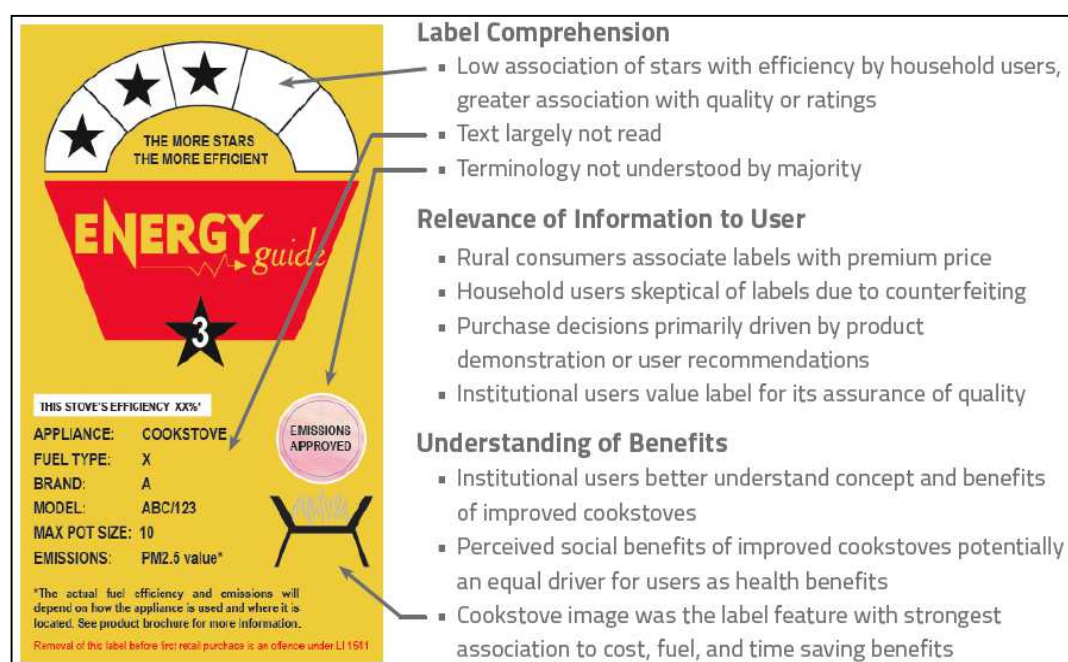 THE MORE STARS
THE MORE EFFICIENT
ENERGY
guide
3
THIS STOVE'S EFFICIENCY XX%*
APPLIANCE: COOKSTOVE
FUEL TYPE: X
BRAND: A
MODEL: ABC/123
MAX POT SIZE: 10
EMISSIONS: PM2.5 value*
EMISSIONS
APPROVED
*The actual fuel efficiency and emissions will
depend on how the appliance is used and where it is
located. See product brochure for more information.
Removal of this label before first retail purchase is an offence under LI 1541
Label Comprehension
▪ Low association of stars with efficiency by household users,
greater association with quality or ratings
▪ Text largely not read
▪ Terminology not understood by majority
Relevance of Information to User
▪ Rural consumers associate labels with premium price
▪ Household users skeptical of labels due to counterfeiting
▪ Purchase decisions primarily driven by product
demonstration or user recommendations
▪ Institutional users value label for its assurance of quality
Understanding of Benefits
▪ Institutional users better understand concept and benefits
of improved cookstoves
▪ Perceived social benefits of improved cookstoves potentially
an equal driver for users as health benefits
▪ Cookstove image was the label feature with strongest
association to cost, fuel, and time saving benefits